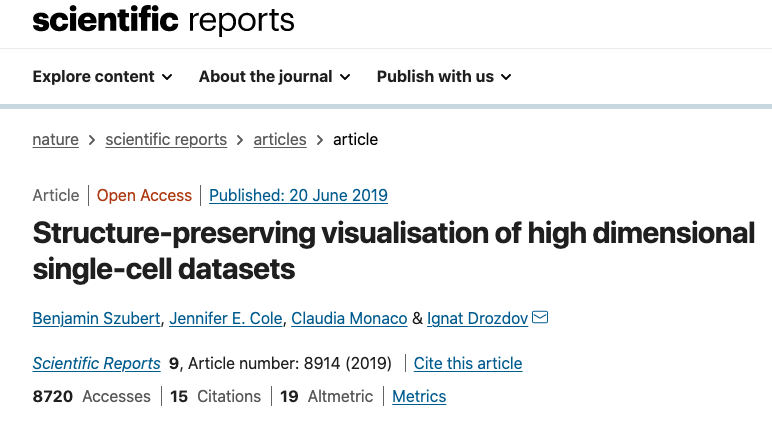 scientific reports
Explore content About the journal Publish with us
nature > scientific reports > articles > article
Article | Open Access | Published: 20 June 2019
Structure-preserving visualisation of high dimensional
single-cell datasets
Benjamin Szubert, Jennifer E. Cole, Claudia Monaco & Ignat Drozdov
Scientific Reports 9, Article number: 8914 (2019) | Cite this article
8720 Accesses | 15 Citations | 19 Altmetric | Metrics